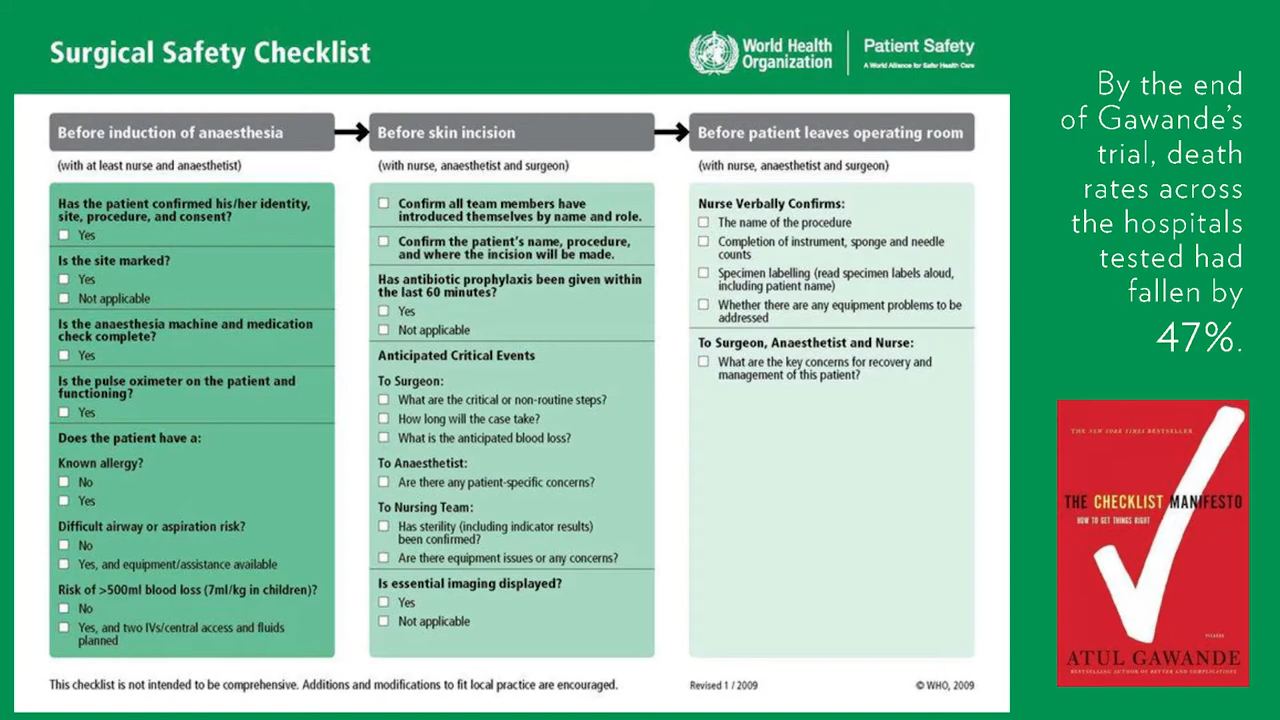 Surgical Safety Checklist
World Health
Organization
Patient Safety
A World Alliance for Safer Health Care
Before induction of anaesthesia
(with at least nurse and anaesthetist)
Has the patient confirmed his/her identity,
site, procedure, and consent?
Yes
Is the site marked?
Yes
Not applicable
Is the anaesthesia machine and medication
check complete?
Yes
Is the pulse oximeter on the patient and
functioning?
Yes
Does the patient have a:
Known allergy?
No
Yes
Difficult airway or aspiration risk?
No
Yes, and equipment/assistance available
Risk of >500ml blood loss (7ml/kg in children)?
No
Yes, and two IVs/central access and fluids
planned
Before skin incision
(with nurse, anaesthetist and surgeon)
Confirm all team members have
introduced themselves by name and role.
Confirm the patient's name, procedure,
and where the incision will be made.
Has antibiotic prophylaxis been given within
the last 60 minutes?
Yes
Not applicable
Anticipated Critical Events
To Surgeon:
What are the critical or non-routine steps?
How long will the case take?
What is the anticipated blood loss?
To Anaesthetist:
Are there any patient-specific concerns?
To Nursing Team:
Has sterility (including indicator results)
been confirmed?
Are there equipment issues or any concerns?
Is essential imaging displayed?
Yes
Not applicable
Before patient leaves operating room
(with nurse, anaesthetist and surgeon)
Nurse Verbally Confirms:
The name of the procedure
Completion of instrument, sponge and needle
counts
Specimen labelling (read specimen labels aloud,
including patient name)
Whether there are any equipment problems to be
addressed
To Surgeon, Anaesthetist and Nurse:
What are the key concerns for recovery and
management of this patient?
This checklist is not intended to be comprehensive. Additions and modifications to fit local practice are encouraged.
Revised 1 / 2009
© WHO, 2009
By the end
of Gawande's
trial, death
rates across
the hospitals
tested had
fallen by
47%.
THE NEW YORK TIMES BESTSELLER
THE CHECKLIST MANIFESTO
HOW TO GET THINGS RIGHT
PICADOR
ATUL GAWANDE
BESTSELLING AUTHOR OF BETTER AND COMPLICATIONS